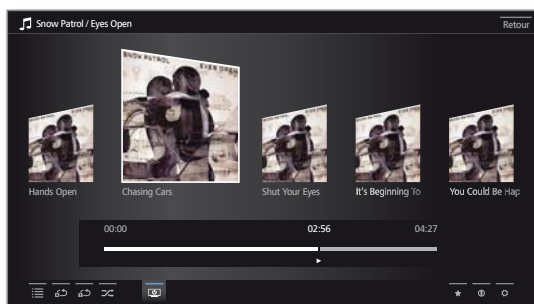 Snow Patrol / Eyes Open
Retour
SNOW PATROL EYES OPEN
Hands Open
Chasing Cars
Shut Your Eyes
It's Beginning To
You Could Be Hap
00:00 02:56 04:27